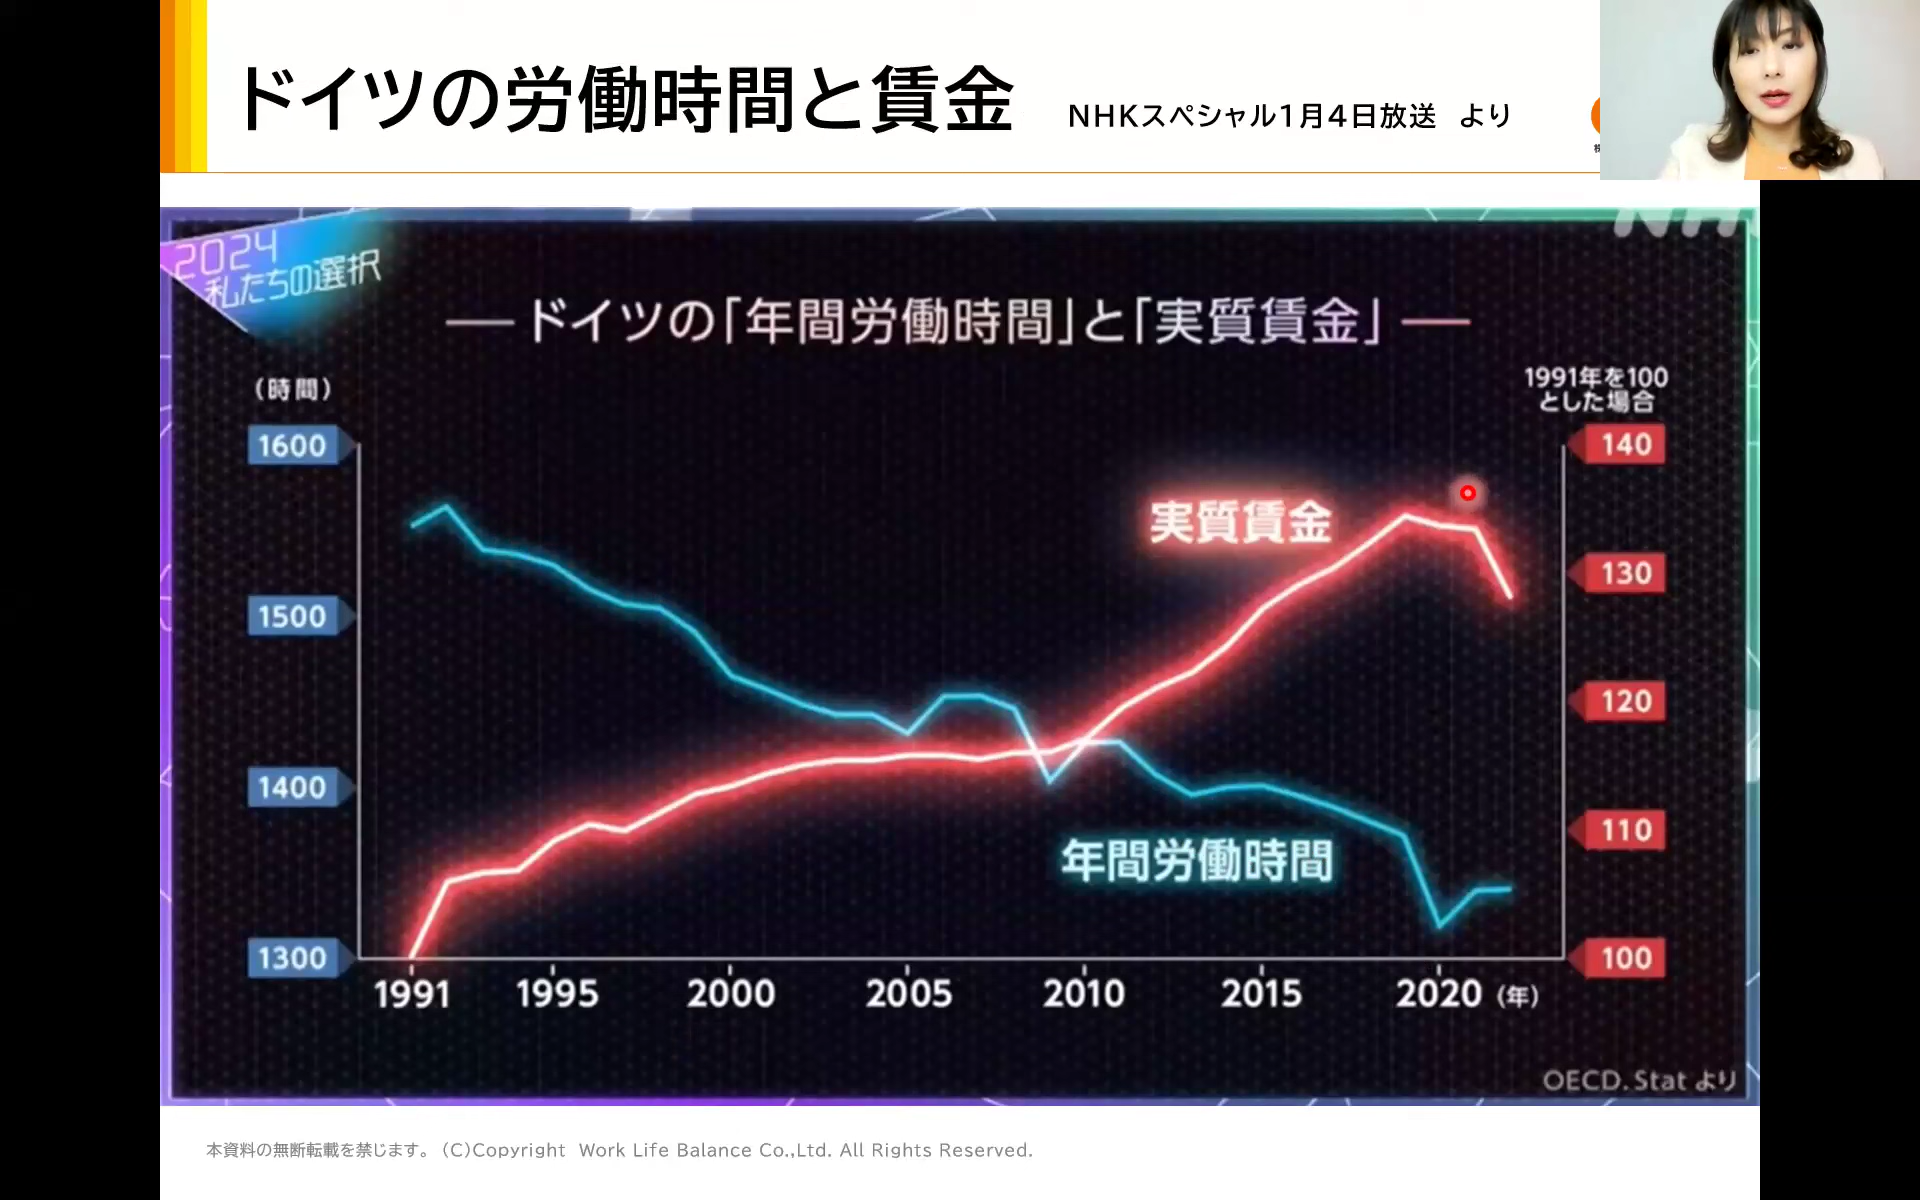 ドイツの労働時間と賃金 NHKスペシャル1月4日放送 より
2024
私たちの選択
ドイツの「年間労働時間」と「実質賃金」
(時間)
1991年を100
とした場合
1600
1500
1400
1300
140
130
120
110
100
実質賃金
年間労働時間
1991 1995 2000 2005 2010 2015 2020 (年)
OECD.Stat より
本資料の無断転載を禁じます。 (C)Copyright Work Life Balance Co.,Ltd. All Rights Reserved.